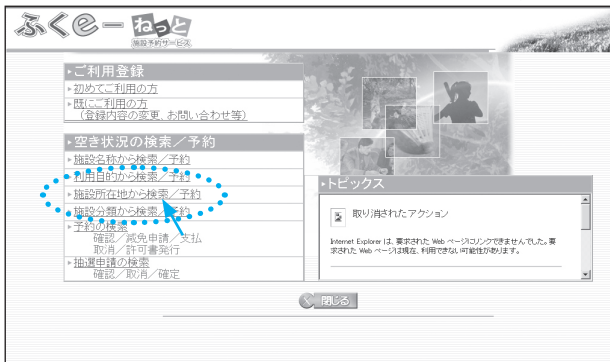 ふくe－ねっと
施設予約サービス
ご利用登録
初めてご利用の方
既にご利用の方
（登録内容の変更、お問い合わせ等）
空き状況の検索／予約
施設名称から検索／予約
利用目的から検索／予約
施設所在地から検索／予約
施設分類から検索／予約
予約の検索
確認／減免申請／支払
取消／許可書発行
抽選申請の検索
確認／取消／確定
トピックス
取り消されたアクション
Internet Explorer は、要求された Web ページにリンクできませんでした。要
求された Web ページは現在、利用できない可能性があります。
閉じる